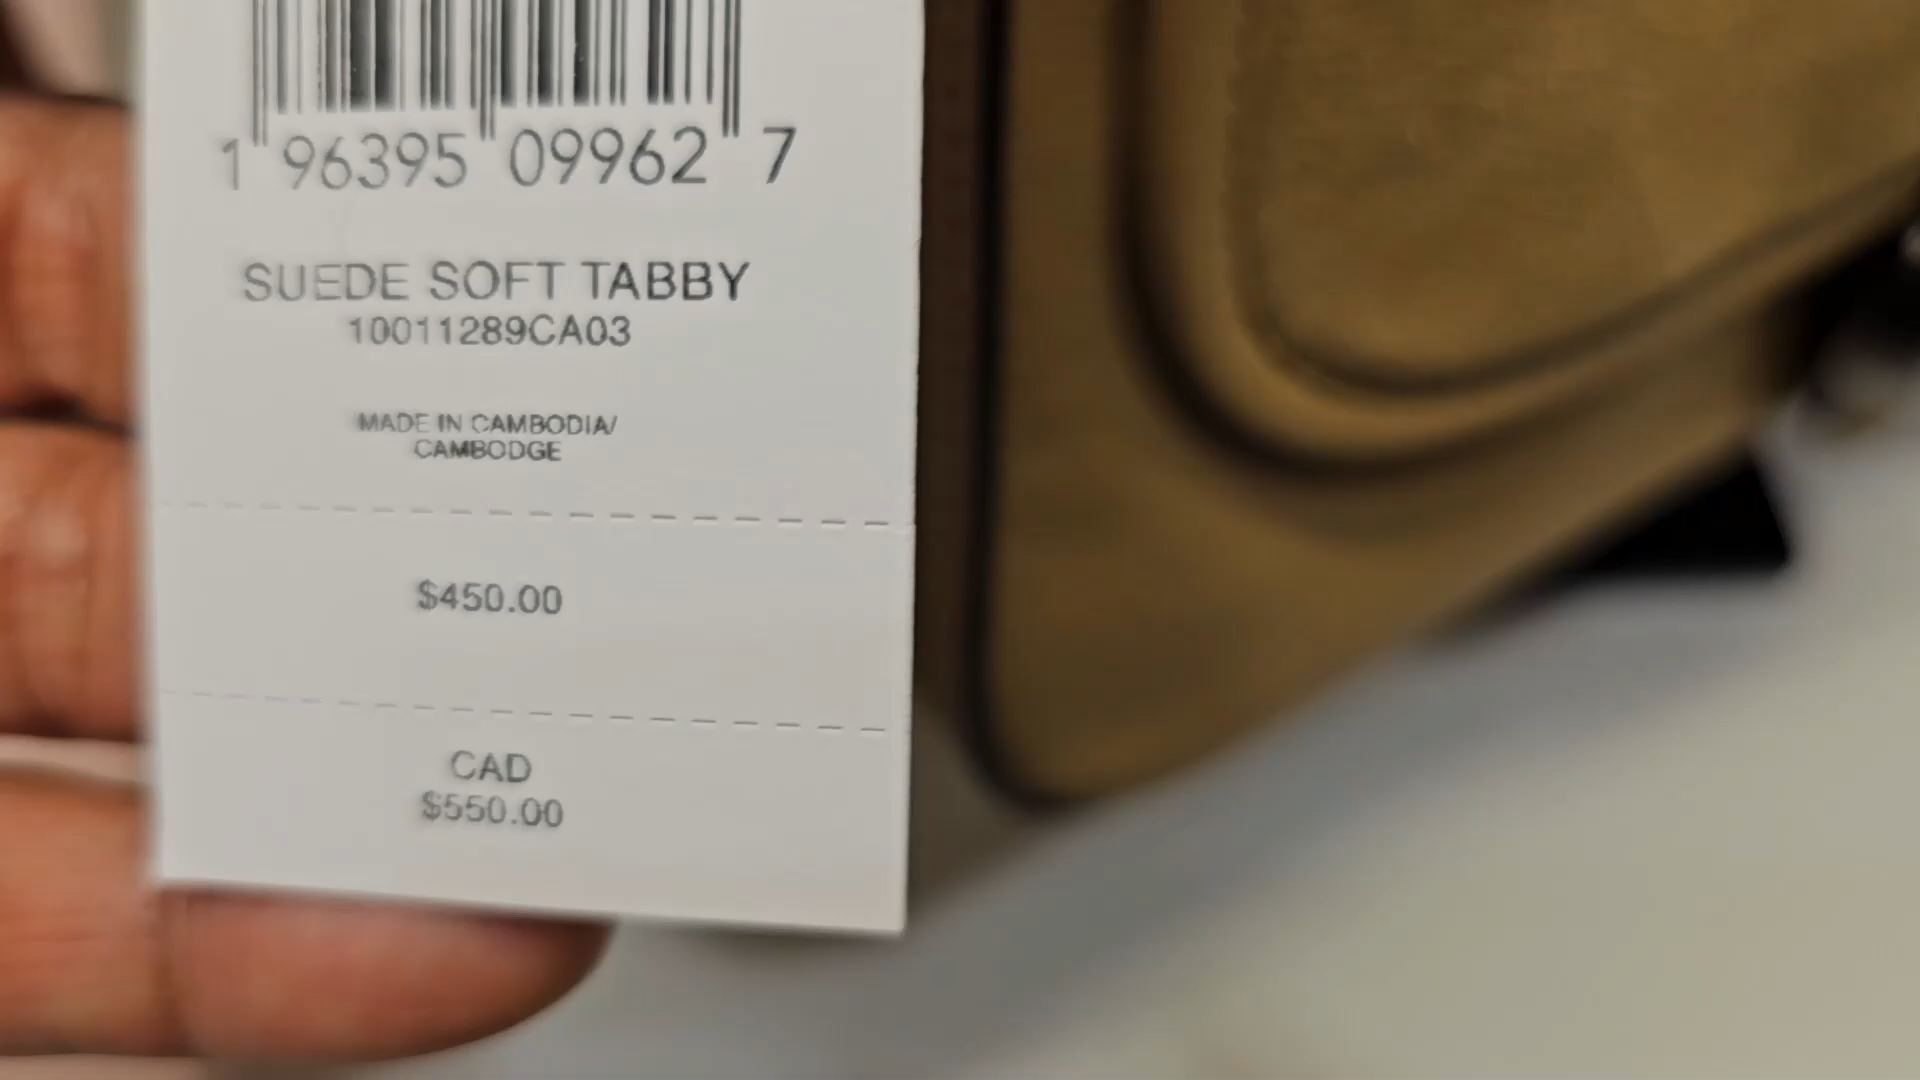 1 96395 09962 7
SUEDE SOFT TABBY
10011289CA03
MADE IN CAMBODIA/
CAMBODGE
$450.00
CAD
$550.00